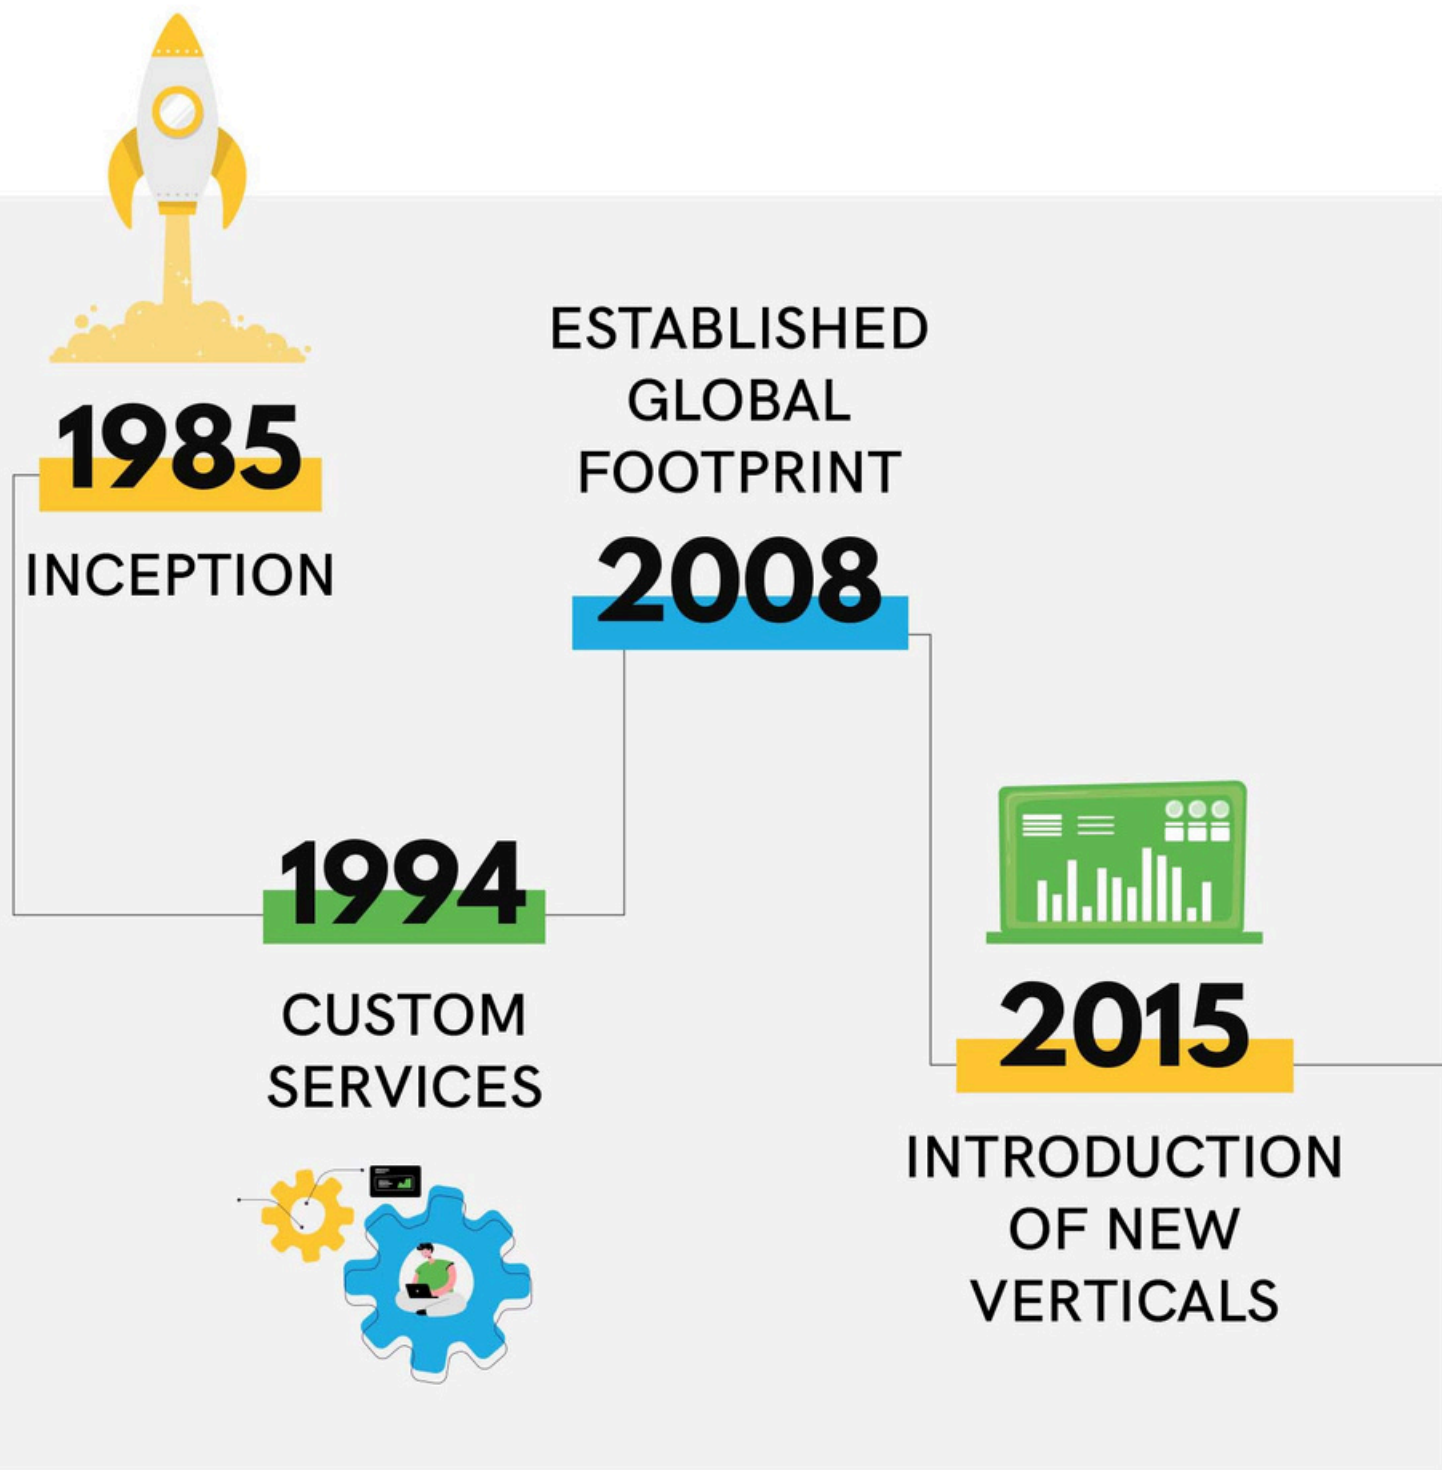 1985
INCEPTION
1994
CUSTOM
SERVICES
ESTABLISHED
GLOBAL
FOOTPRINT
2008
2015
INTRODUCTION
OF NEW
VERTICALS